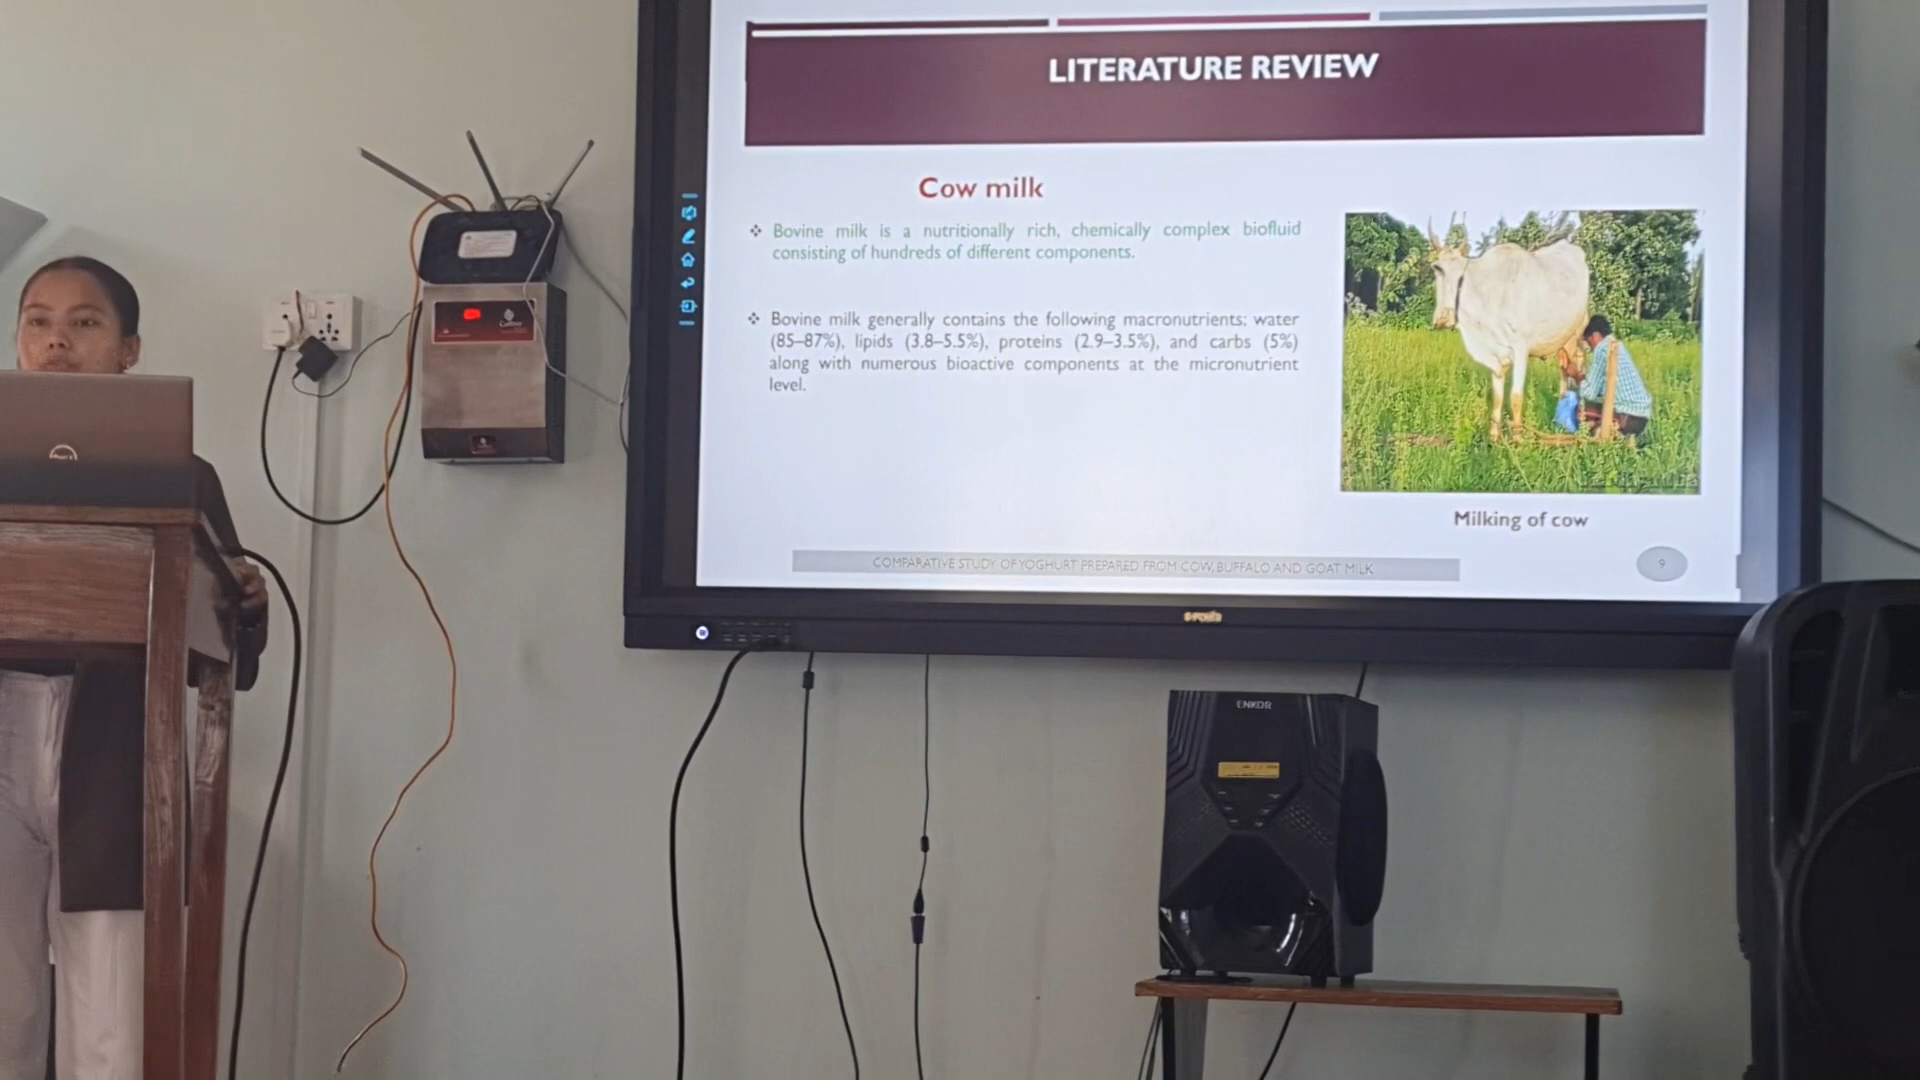 LITERATURE REVIEW
Cow milk
❖ Bovine milk is a nutritionally rich, chemically complex biofluid
consisting of hundreds of different components.
❖ Bovine milk generally contains the following macronutrients: water
(85–87%), lipids (3.8–5.5%), proteins (2.9–3.5%), and carbs (5%)
along with numerous bioactive components at the micronutrient
level.
Milking of cow
COMPARATIVE STUDY OF YOGHURT PREPARED FROM COW, BUFFALO AND GOAT MILK
9
ENKOR